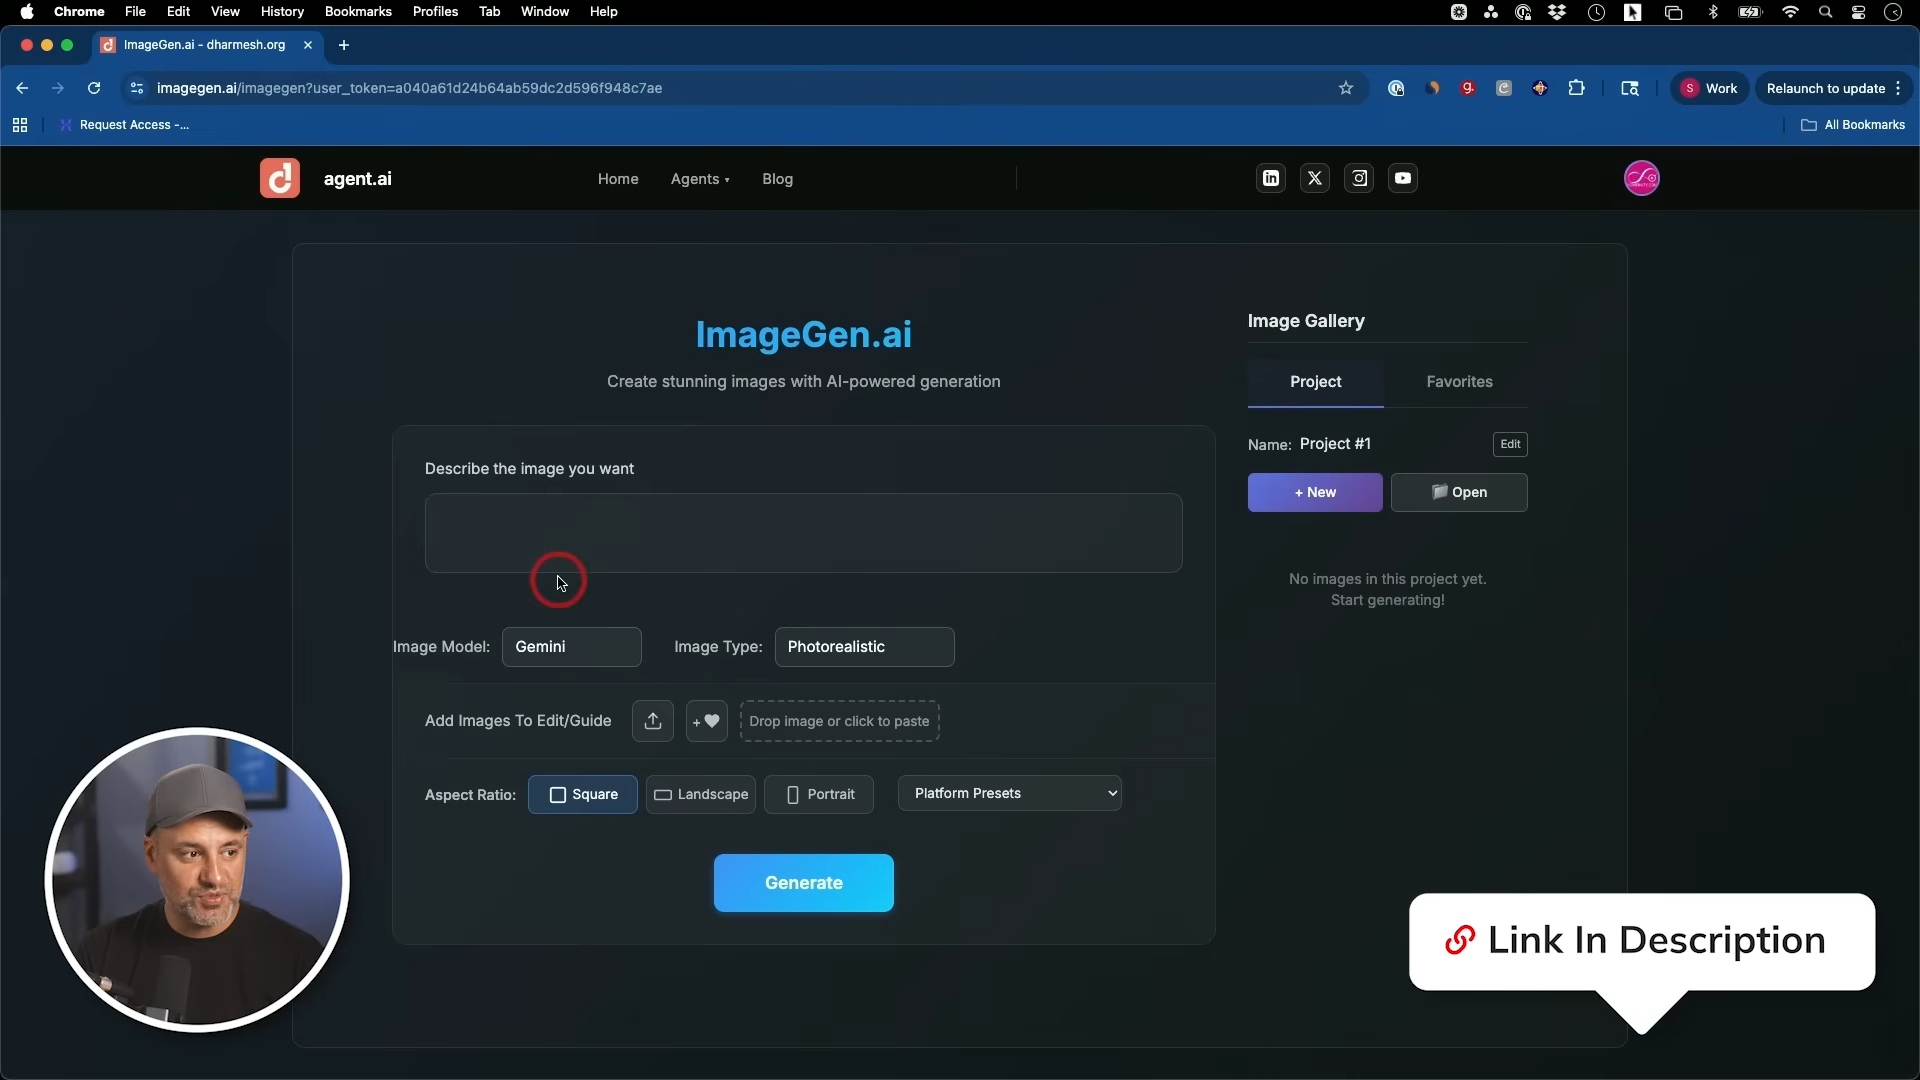 Chrome File Edit View History Bookmarks Profiles Tab Window Help
ImageGen.ai - dharmesh.org
imagegen.ai/imagegen?user_token=a040a61d24b64ab59dc2d596f948c7ae
S Work
Relaunch to update
Request Access -...
All Bookmarks
agent.ai
Home Agents Blog
ImageGen.ai
Create stunning images with AI-powered generation
Describe the image you want
Image Model: Gemini Image Type: Photorealistic
Add Images To Edit/Guide + Drop image or click to paste
Aspect Ratio: Square Landscape Portrait Platform Presets
Generate
Image Gallery
Project Favorites
Name: Project #1 Edit
+ New Open
No images in this project yet.
Start generating!
Link In Description